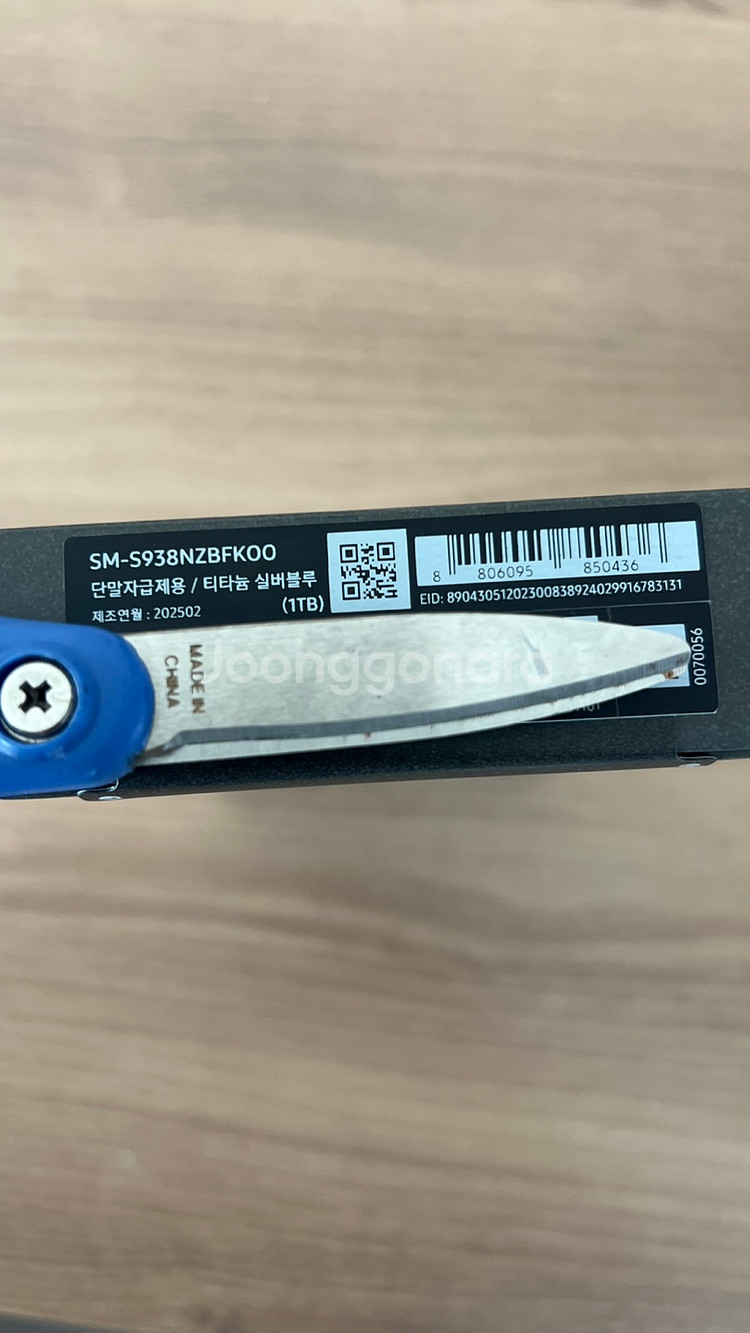 SM-S938NZBFKOO
단말자급제용 / 티타늄 실버블루
(1TB)
제조연월 : 202502
8 806095 850436
EID: 89043051202300838924029916783131
0070056
MADE IN
CHINA
Joonggonara